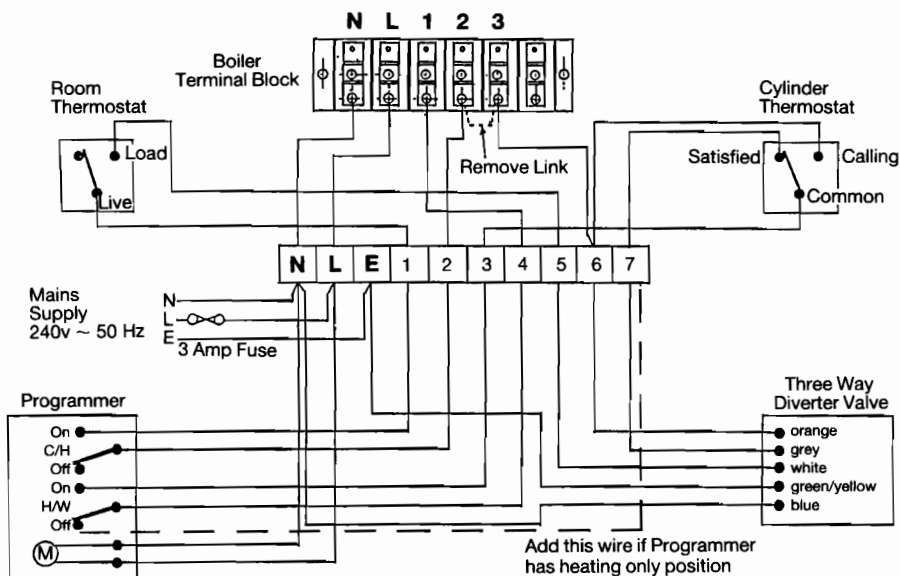 N L 1 2 3
Boiler
Terminal Block
Room
Thermostat
Load
Live
Remove Link
Cylinder
Thermostat
Satisfied
Calling
Common
N L E 1 2 3 4 5 6 7
Mains
Supply
240v ~ 50 Hz
N
L
E
3 Amp Fuse
Programmer
On
C/H
Off
On
H/W
Off
M
Three Way
Diverter Valve
orange
grey
white
green/yellow
blue
Add this wire if Programmer
has heating only position